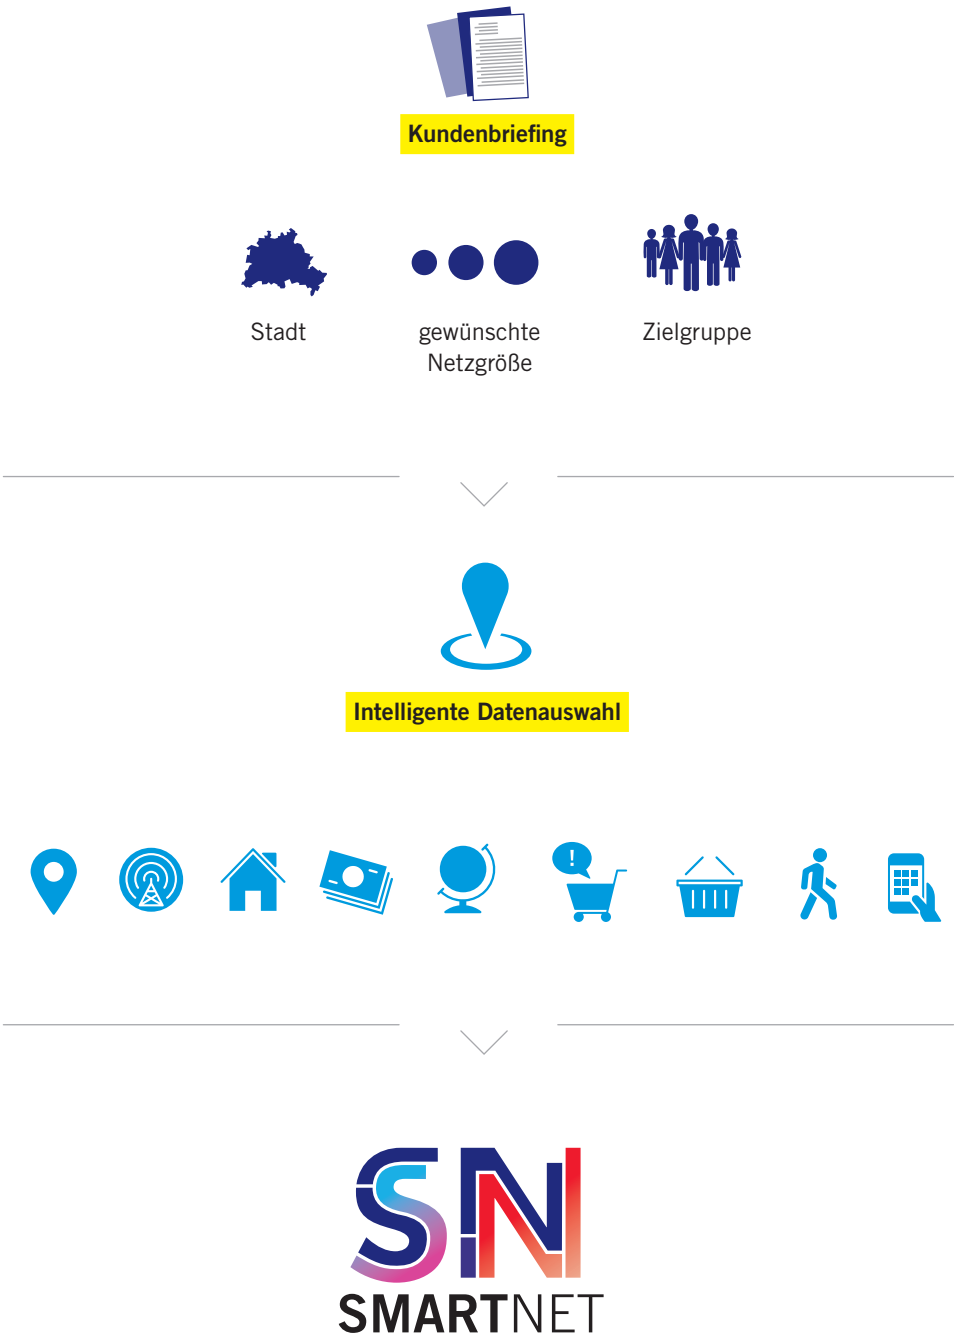 Kundenbriefing
Stadt
gewünschte
Netzgröße
Zielgruppe
Intelligente Datenauswahl
!
SN
SMARTNET